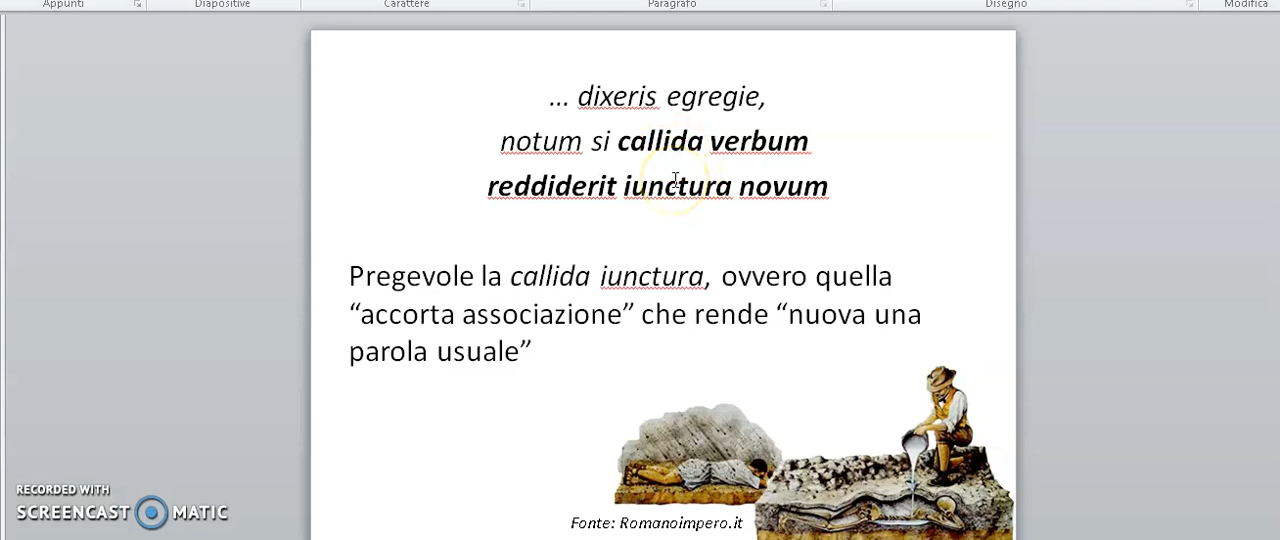 Appunti Diapositive Carattere Paragrafo Disegno Modifica
... dixeris egregie,
notum si callida verbum
reddiderit iunctura novum
Pregevole la callida iunctura, ovvero quella
“accorta associazione” che rende “nuova una
parola usuale”
Fonte: Romanoimpero.it
RECORDED WITH
SCREENCAST MATIC